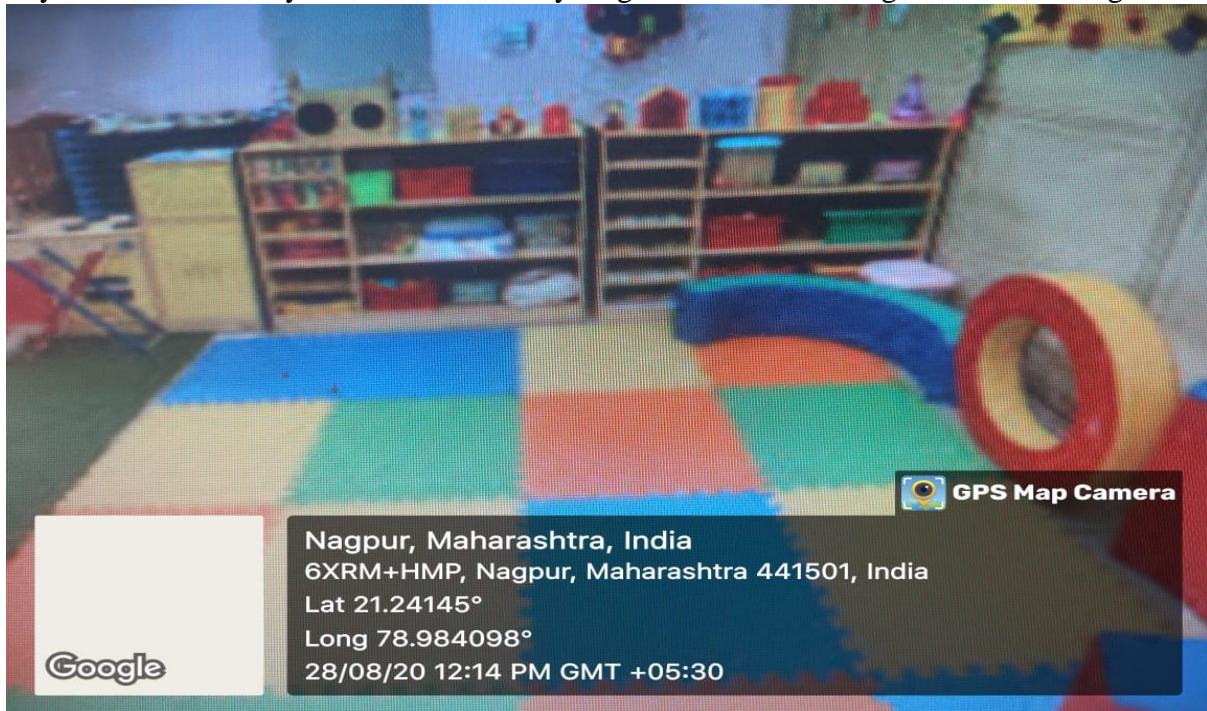 GPS Map Camera
Nagpur, Maharashtra, India
6XRM+HMP, Nagpur, Maharashtra 441501, India
Lat 21.24145°
Long 78.984098°
28/08/20 12:14 PM GMT +05:30
Google